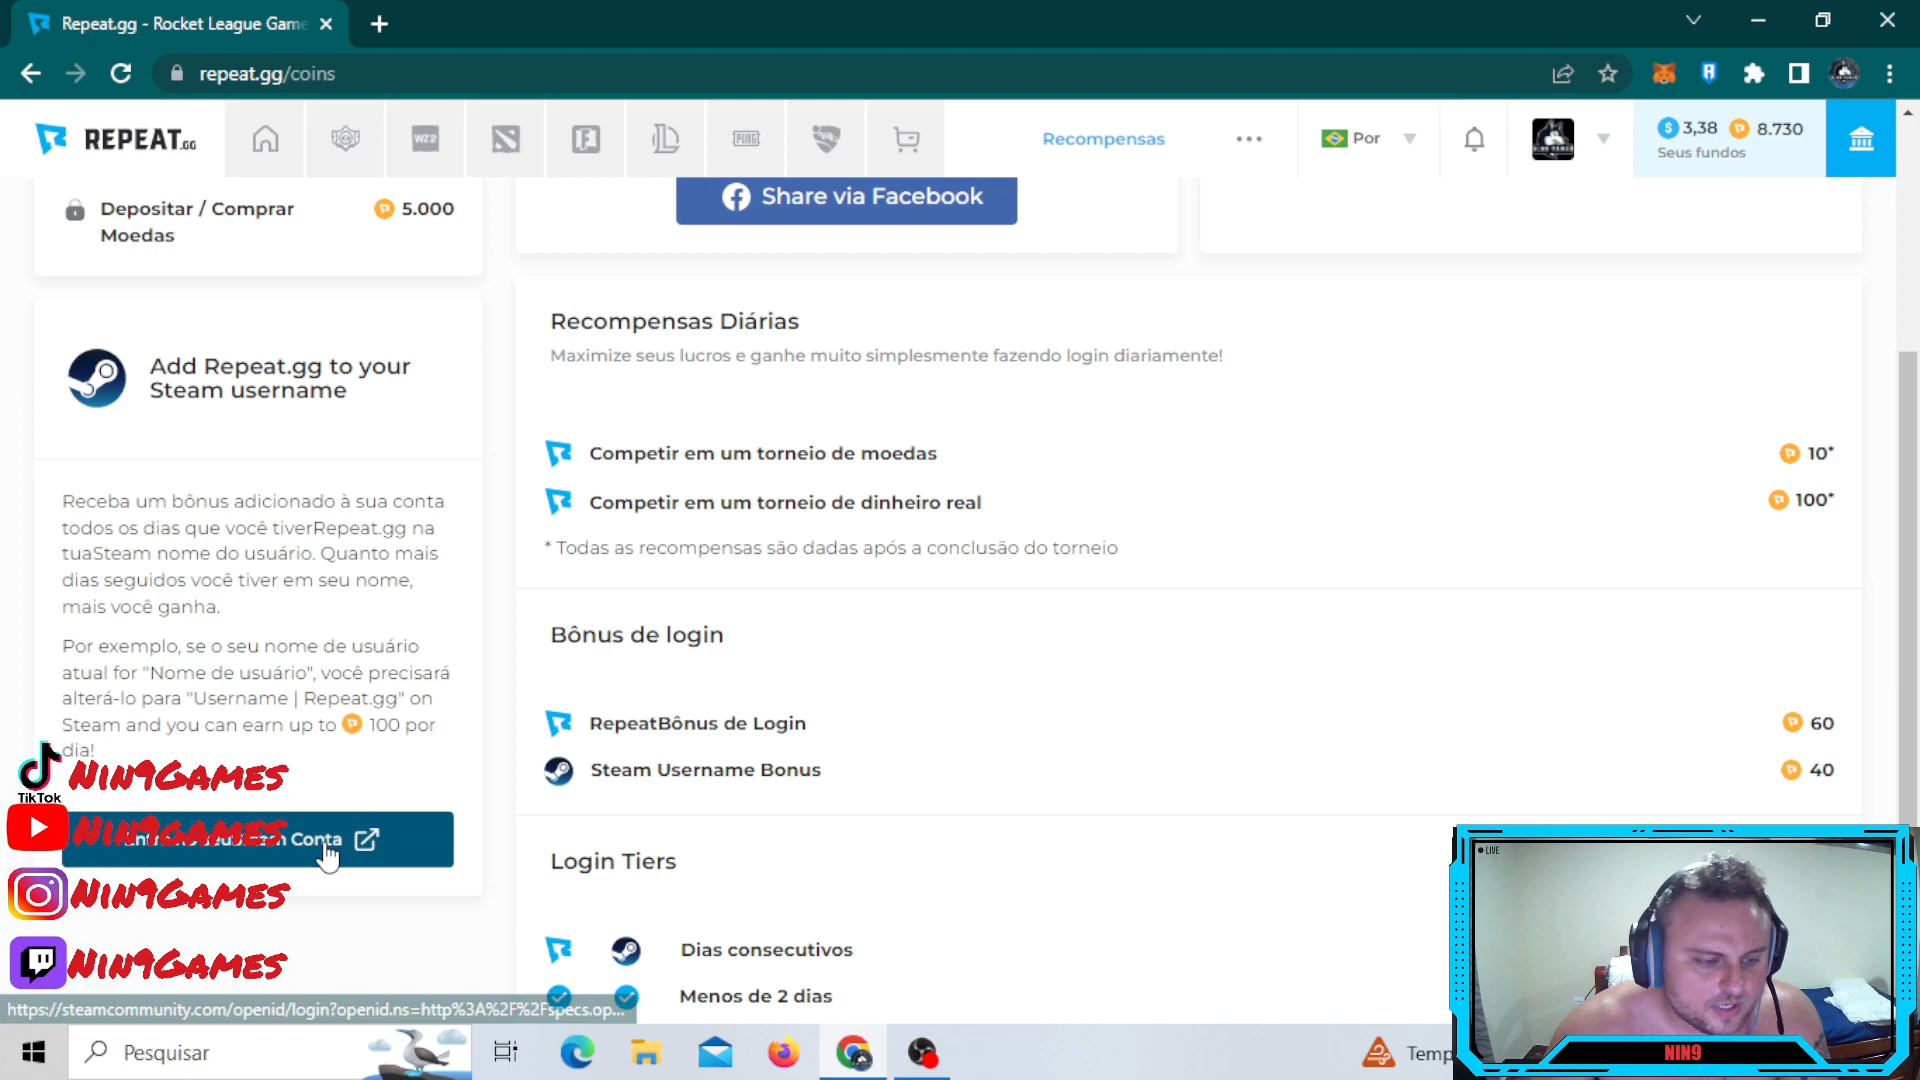 Repeat.gg - Rocket League Game
repeat.gg/coins
REPEAT.GG
WZ2
PUBG
Recompensas
Por
3,38
8.730
Seus fundos
Depositar / Comprar
Moedas
5.000
Share via Facebook
Add Repeat.gg to your
Steam username
Receba um bônus adicionado à sua conta
todos os dias que você tiverRepeat.gg na
tuaSteam nome do usuário. Quanto mais
dias seguidos você tiver em seu nome,
mais você ganha.
Por exemplo, se o seu nome de usuário
atual for "Nome de usuário", você precisará
alterá-lo para "Username | Repeat.gg" on
Steam and you can earn up to 100 por
dia!
Conta
Recompensas Diárias
Maximize seus lucros e ganhe muito simplesmente fazendo login diariamente!
Competir em um torneio de moedas
10*
Competir em um torneio de dinheiro real
100*
* Todas as recompensas são dadas após a conclusão do torneio
Bônus de login
RepeatBônus de Login
60
Steam Username Bonus
40
Login Tiers
Dias consecutivos
Menos de 2 dias
TikTok
Nin9Games
Nin9Games
Nin9Games
Nin9Games
https://steamcommunity.com/openid/login?openid.ns=http%3A%2F%2Fspecs.op...
Pesquisar
Temp
LIVE
NIN9